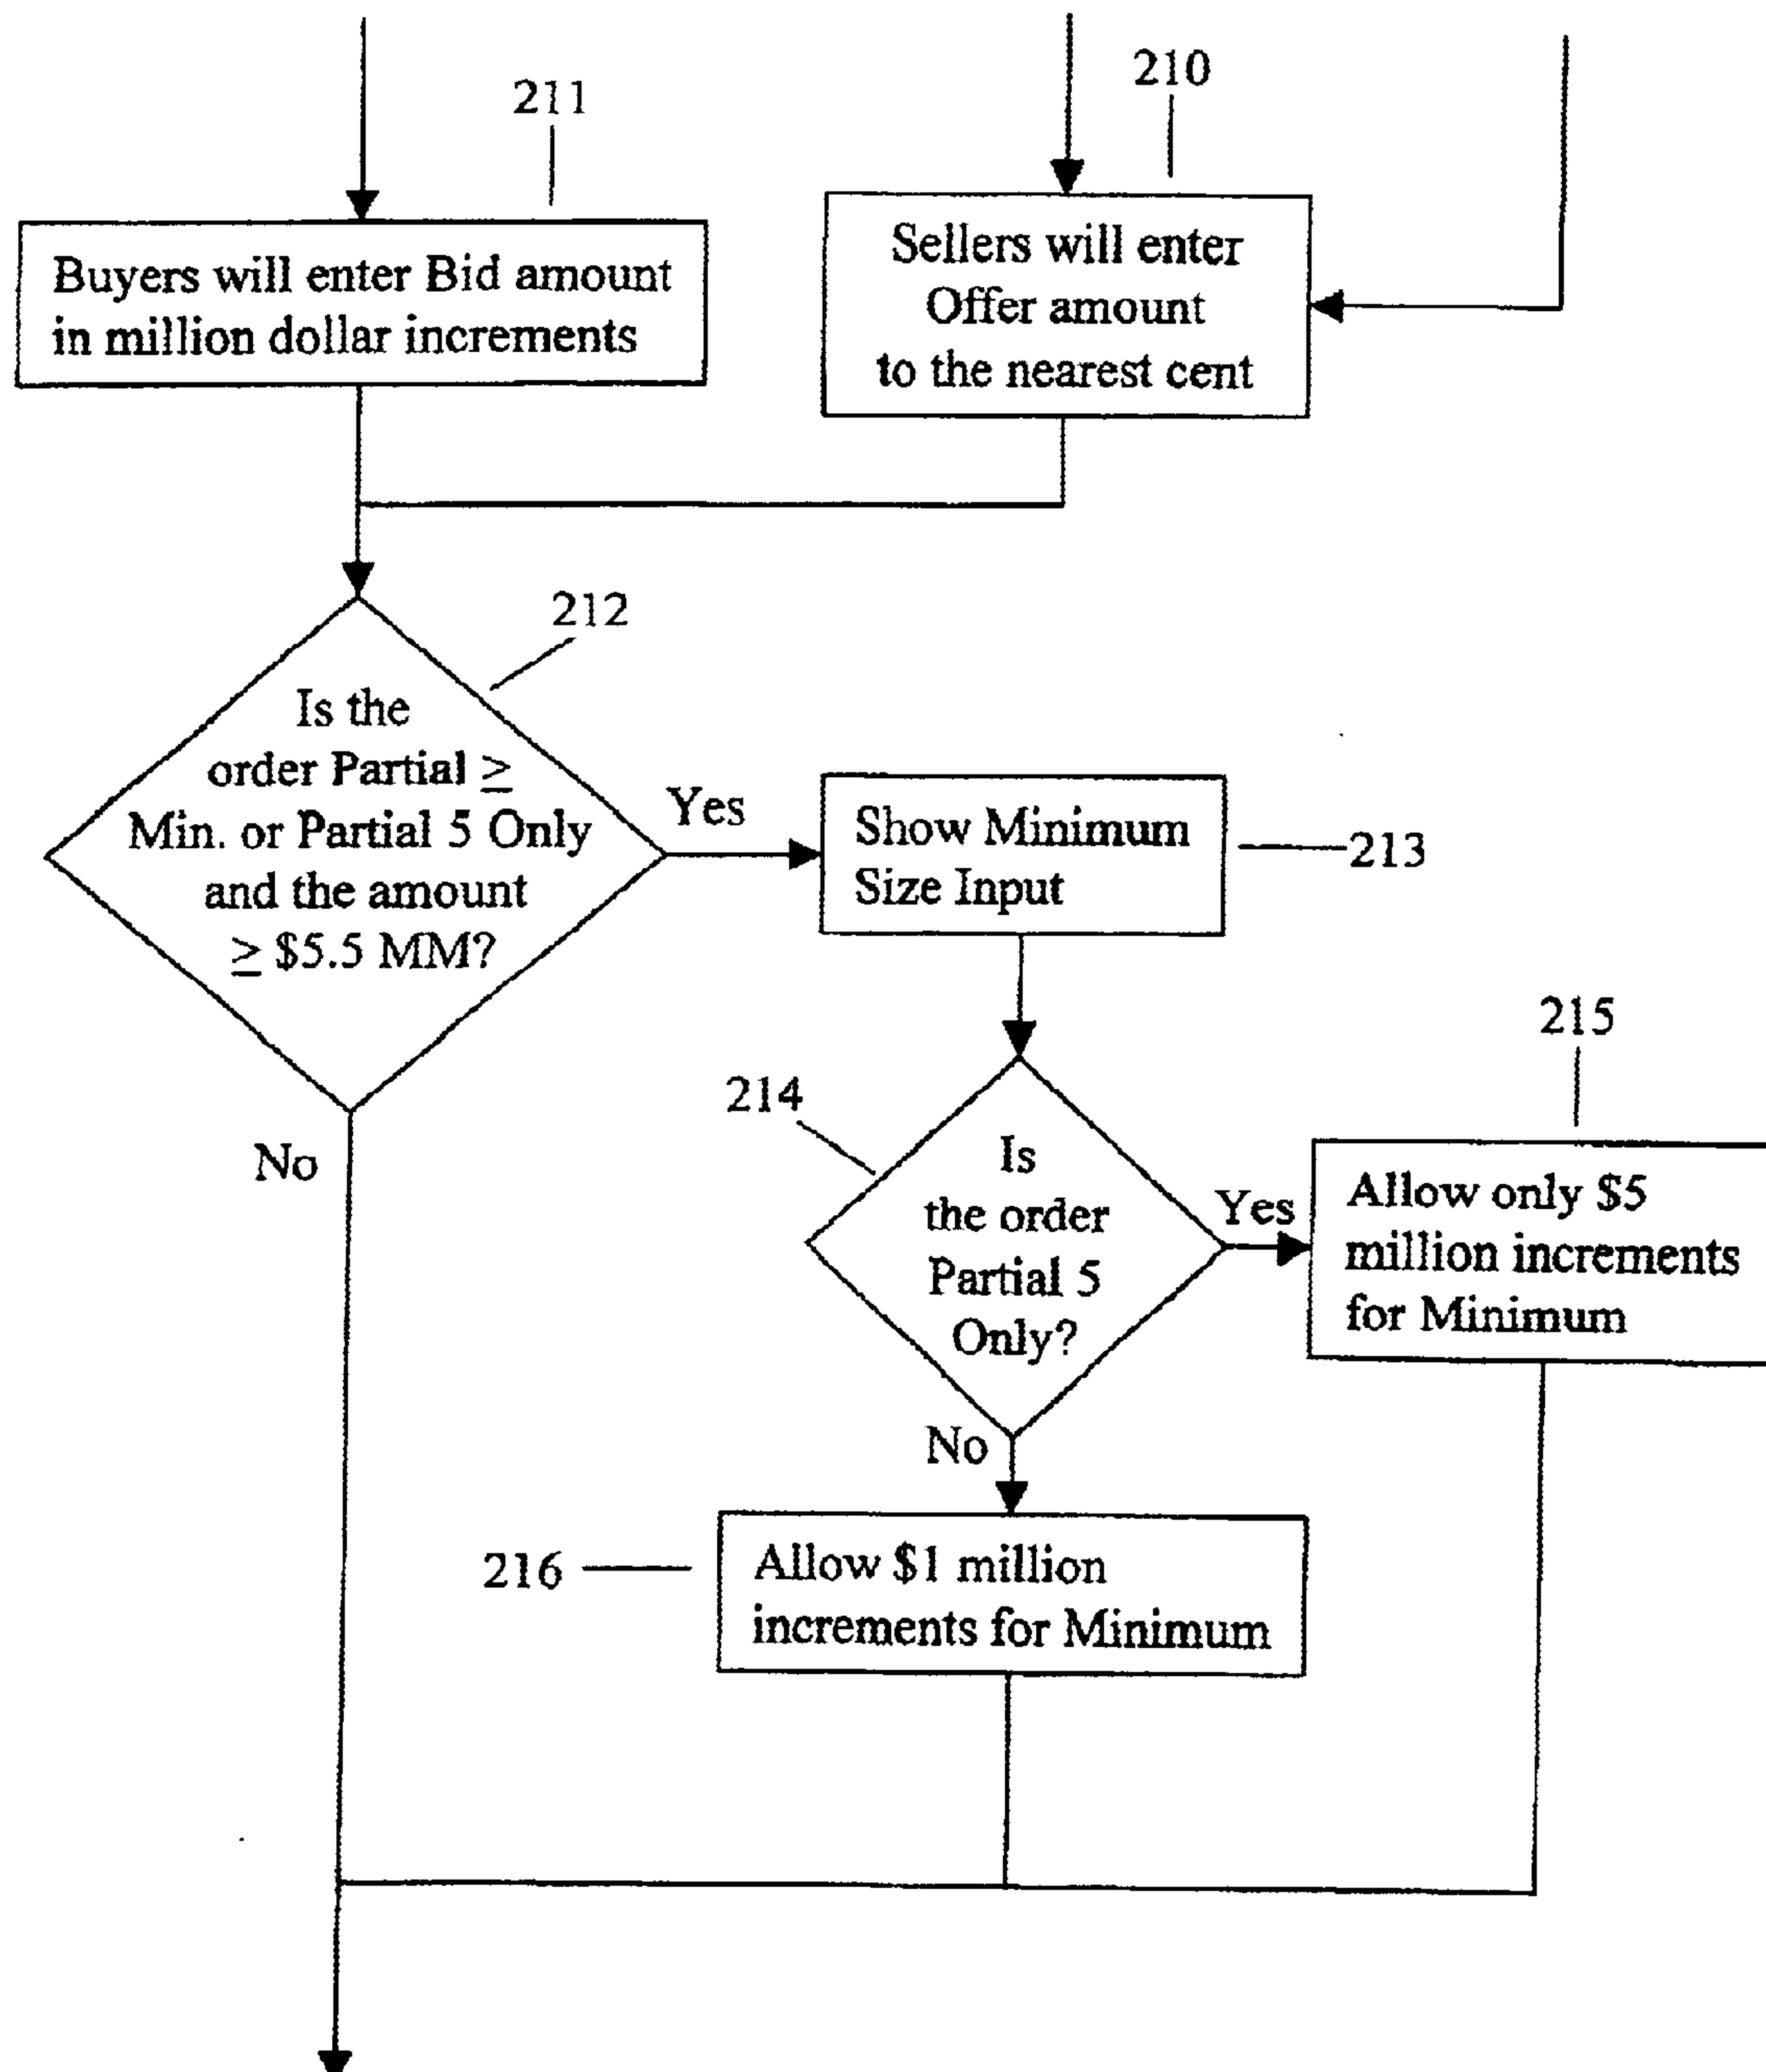 211
210
Buyers will enter Bid amount
in million dollar increments
Sellers will enter
Offer amount
to the nearest cent
212
Is the
order Partial ≥
Min. or Partial 5 Only
and the amount
≥ $5.5 MM?
Yes
No
Show Minimum
Size Input
213
214
Is
the order
Partial 5
Only?
Yes
No
215
Allow only $5
million increments
for Minimum
216
Allow $1 million
increments for Minimum